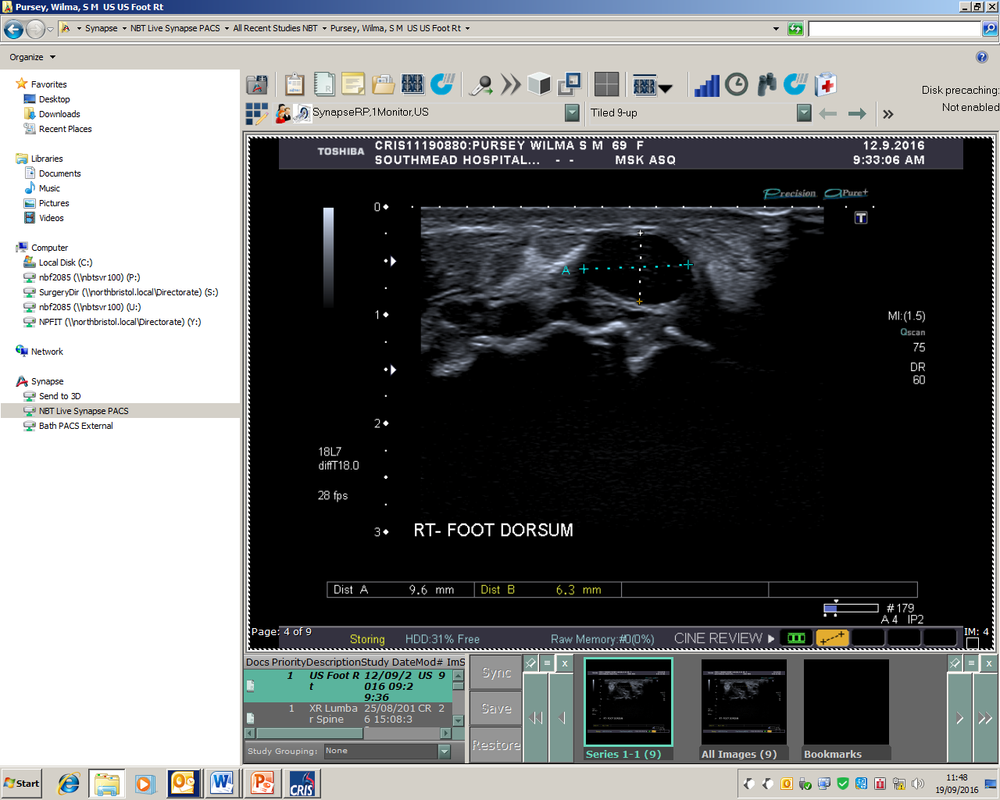 Pursey, Wilma, S M  US US Foot Rt
Synapse NBT Live Synapse PACS All Recent Studies NBT Pursey, Wilma, S M  US US Foot Rt
Organize
Favorites
Desktop
Downloads
Recent Places
Libraries
Documents
Music
Pictures
Videos
Computer
Local Disk (C:)
nbf2085 (\\nbtsvr100) (P:)
SurgeryDir (\\northbristol.local\Directorate) (S:)
nbf2085 (\\nbtsvr100) (U:)
NPFIT (\\northbristol.local\Directorate) (Y:)
Network
Synapse
Send to 3D
NBT Live Synapse PACS
Bath PACS External
Disk precaching:
Not enabled
SynapseRP,1Monitor,US
Tiled 9-up
TOSHIBA
CRIS11190880:PURSEY WILMA S M  69  F
12.9.2016
SOUTHMEAD HOSPITAL... - - MSK ASQ
9:33:06 AM
Precision APure+
0
T
A
1
MI:(1.5)
Qscan
75
DR
60
2
18L7
diffT18.0
28 fps
3
RT- FOOT DORSUM
Dist A 9.6 mm Dist B 6.3 mm
#179
A 4 IP2
Page: 4 of 9
IM: 4
Storing HDD:31% Free Raw Memory:#0(0%) CINE REVIEW
Docs Priority Description Study Date Mod # Im S
1 US Foot R 12/09/2 US 9
t 016 09:2
9:36
1 XR Lumba 25/08/201 CR 2
r Spine 6 15:08:3
Study Grouping: None
Sync
Save
Restore
Series 1-1 (9)
All Images (9)
Bookmarks
Start
CRIS
11:48
19/09/2016